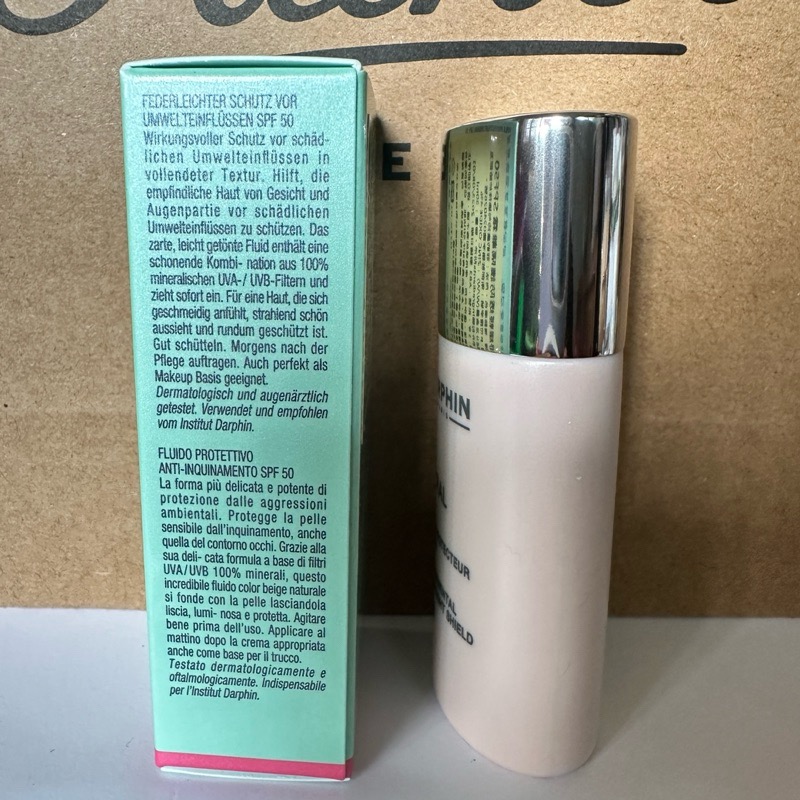 FEDERLEICHTER SCHUTZ VOR
UMWELTEINFLÜSSEN SPF 50
Wirkungsvoller Schutz vor schäd-
lichen Umwelteinflüssen in
vollendeter Textur. Hilft, die
empfindliche Haut von Gesicht und
Augenpartie vor schädlichen
Umwelteinflüssen zu schützen. Das
zarte, leicht getönte Fluid enthält eine
schonende Kombi- nation aus 100%
mineralischen UVA-/ UVB-Filtern und
zieht sofort ein. Für eine Haut, die sich
geschmeidig anfühlt, strahlend schön
aussieht und rundum geschützt ist.
Gut schütteln. Morgens nach der
Pflege auftragen. Auch perfekt als
Makeup Basis geeignet.
Dermatologisch und augenärztlich
getestet. Verwendet und empfohlen
vom Institut Darphin.
FLUIDO PROTETTIVO
ANTI-INQUINAMENTO SPF 50
La forma più delicata e potente di
protezione dalle aggressioni
ambientali. Protegge la pelle
sensibile dall'inquinamento, anche
quella del contorno occhi. Grazie alla
sua deli- cata formula a base di filtri
UVA/UVB 100% minerali, questo
incredibile fluido color beige naturale
si fonde con la pelle lasciandola
liscia, lumi- nosa e protetta. Agitare
bene prima dell'uso. Applicare al
mattino dopo la crema appropriata
anche come base per il trucco.
Testato dermatologicamente e
oftalmologicamente. Indispensabile
per l'Institut Darphin.
RPHIN
AL
TECTEUR
NTAL
SHIELD